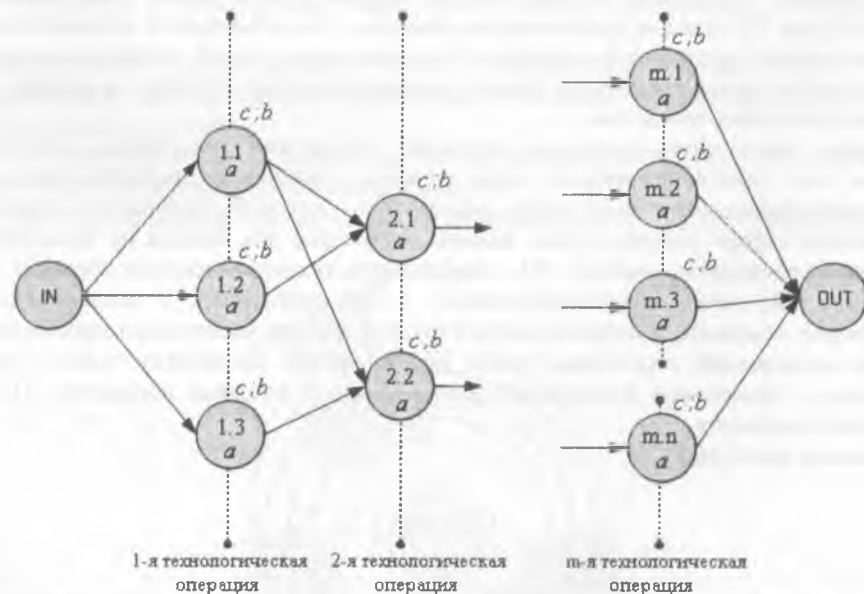 c,b
m.1
a
c,b
1.1
a
c,b
m.2
a
c,b
2.1
a
c,b
1.2
a
IN
c,b
m.3
a
OUT
c,b
2.2
a
c,b
1.3
a
c,b
m.n
a
1-я технологическая
операция
2-я технологическая
операция
m-я технологическая
операция